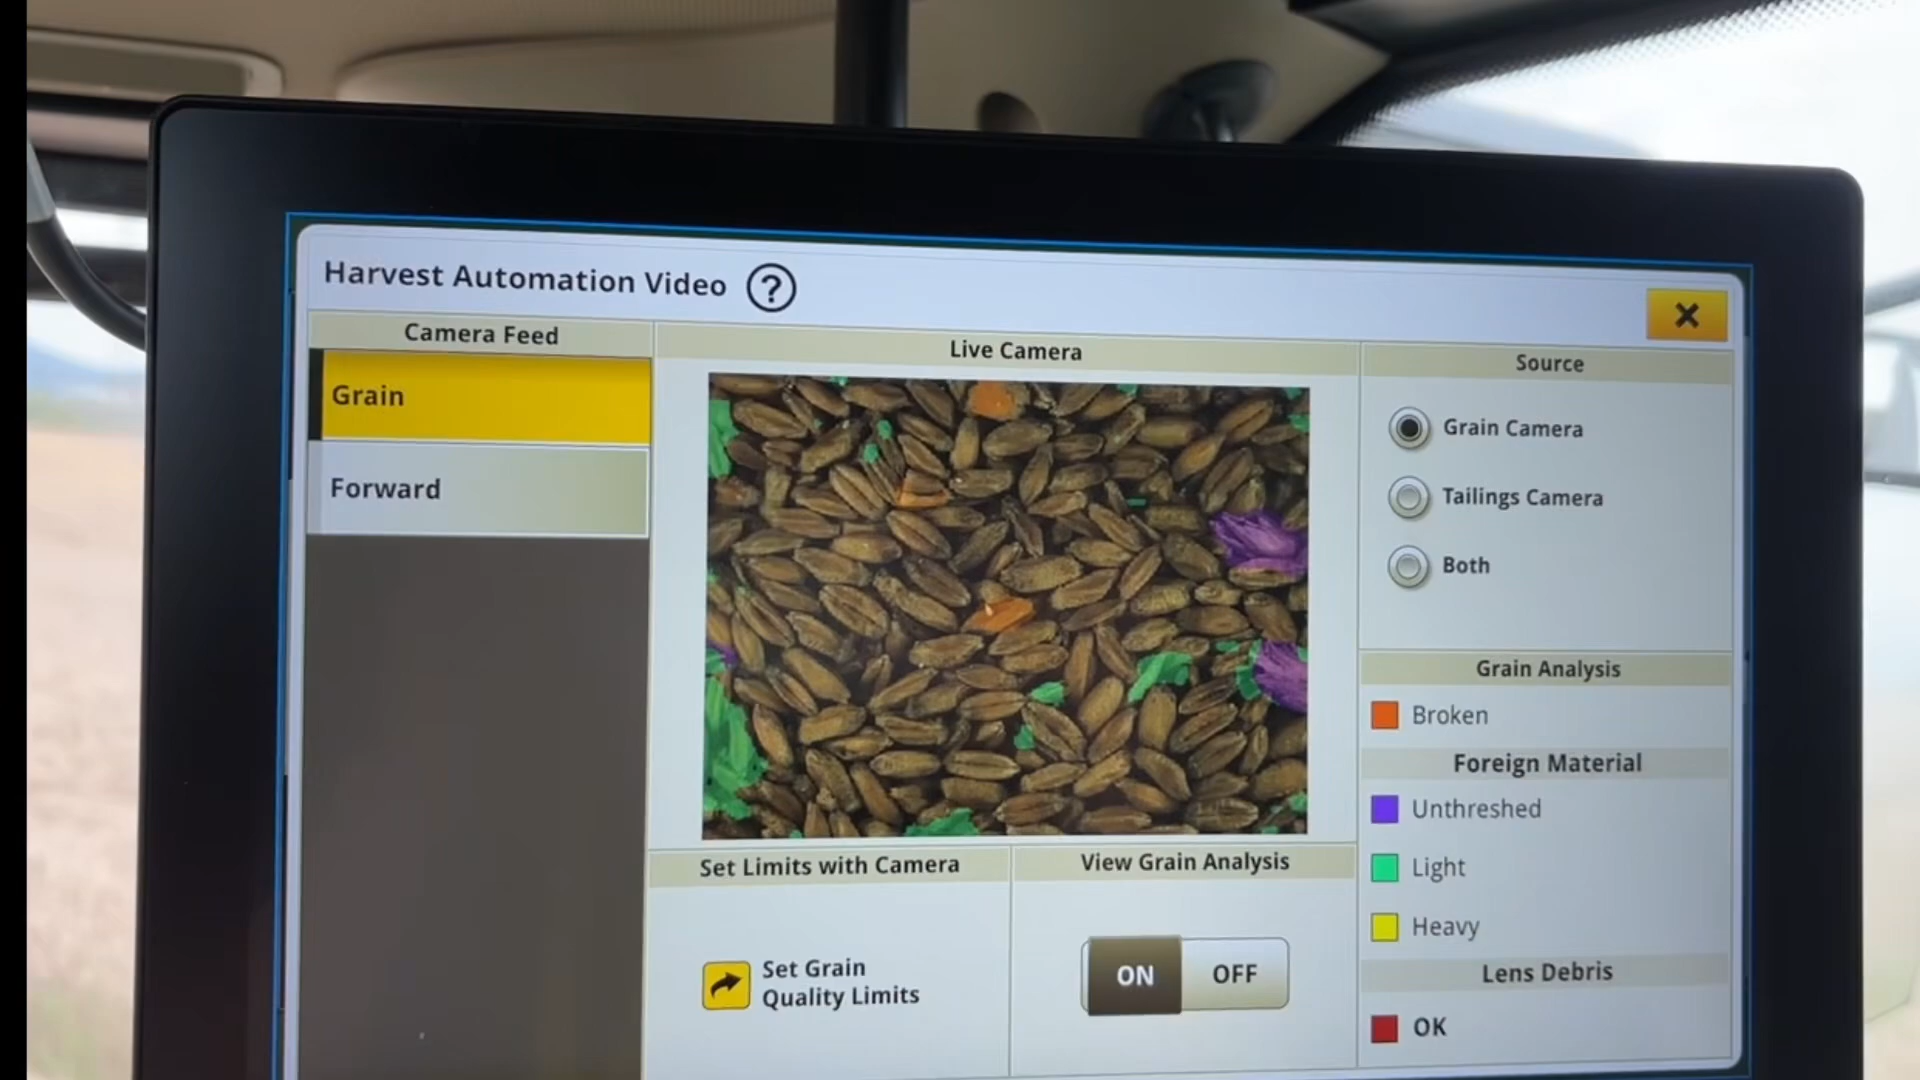 Harvest Automation Video ?
Camera Feed
Grain
Forward
Live Camera
Set Limits with Camera
Set Grain
Quality Limits
View Grain Analysis
ON OFF
Source
Grain Camera
Tailings Camera
Both
Grain Analysis
Broken
Foreign Material
Unthreshed
Light
Heavy
Lens Debris
OK